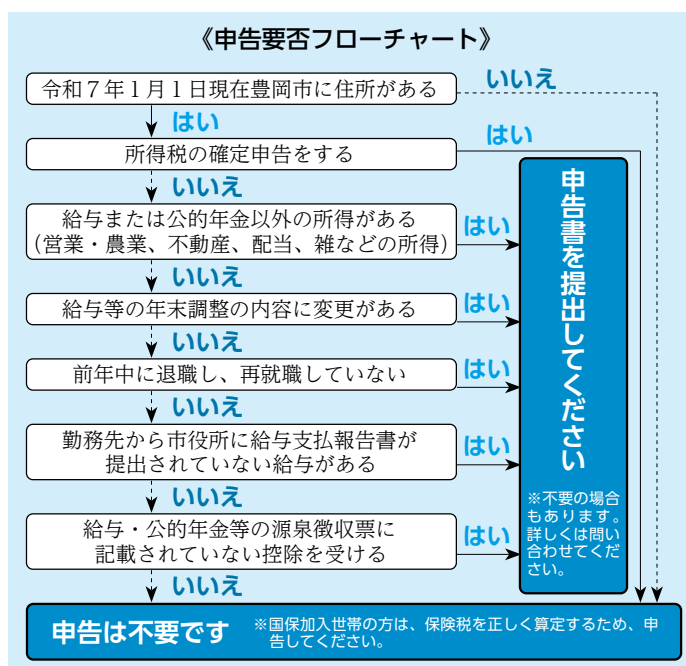 《申告要否フローチャート》
令和７年１月１日現在豊岡市に住所がある
いいえ
はい
所得税の確定申告をする
はい
いいえ
給与または公的年金以外の所得がある
（営業・農業、不動産、配当、雑などの所得）
はい
いいえ
給与等の年末調整の内容に変更がある
はい
いいえ
前年中に退職し、再就職していない
はい
いいえ
勤務先から市役所に給与支払報告書が
提出されていない給与がある
はい
いいえ
給与・公的年金等の源泉徴収票に
記載されていない控除を受ける
はい
いいえ
申告書を提出してください
※不要の場合
もあります。
詳しくは問い
合わせてくだ
さい。
申告は不要です
※国保加入世帯の方は、保険税を正しく算定するため、申
告してください。